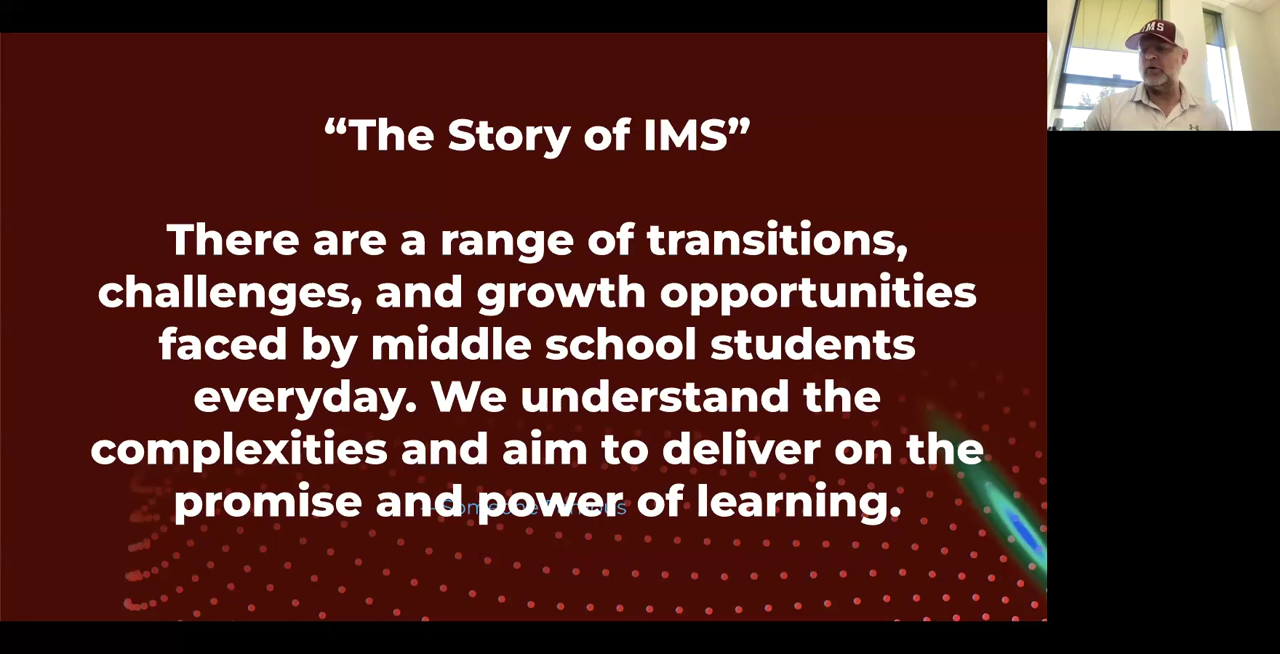 “The Story of IMS”
There are a range of transitions,
challenges, and growth opportunities
faced by middle school students
everyday. We understand the
complexities and aim to deliver on the
promise and power of learning.
IMS